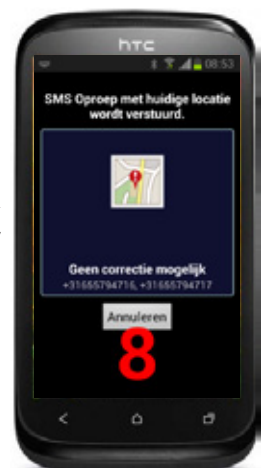 htc
08:53
SMS Oproep met huidige locatie
wordt verstuurd.
Geen correctie mogelijk
+31655794716, +31655794717
Annuleren
8